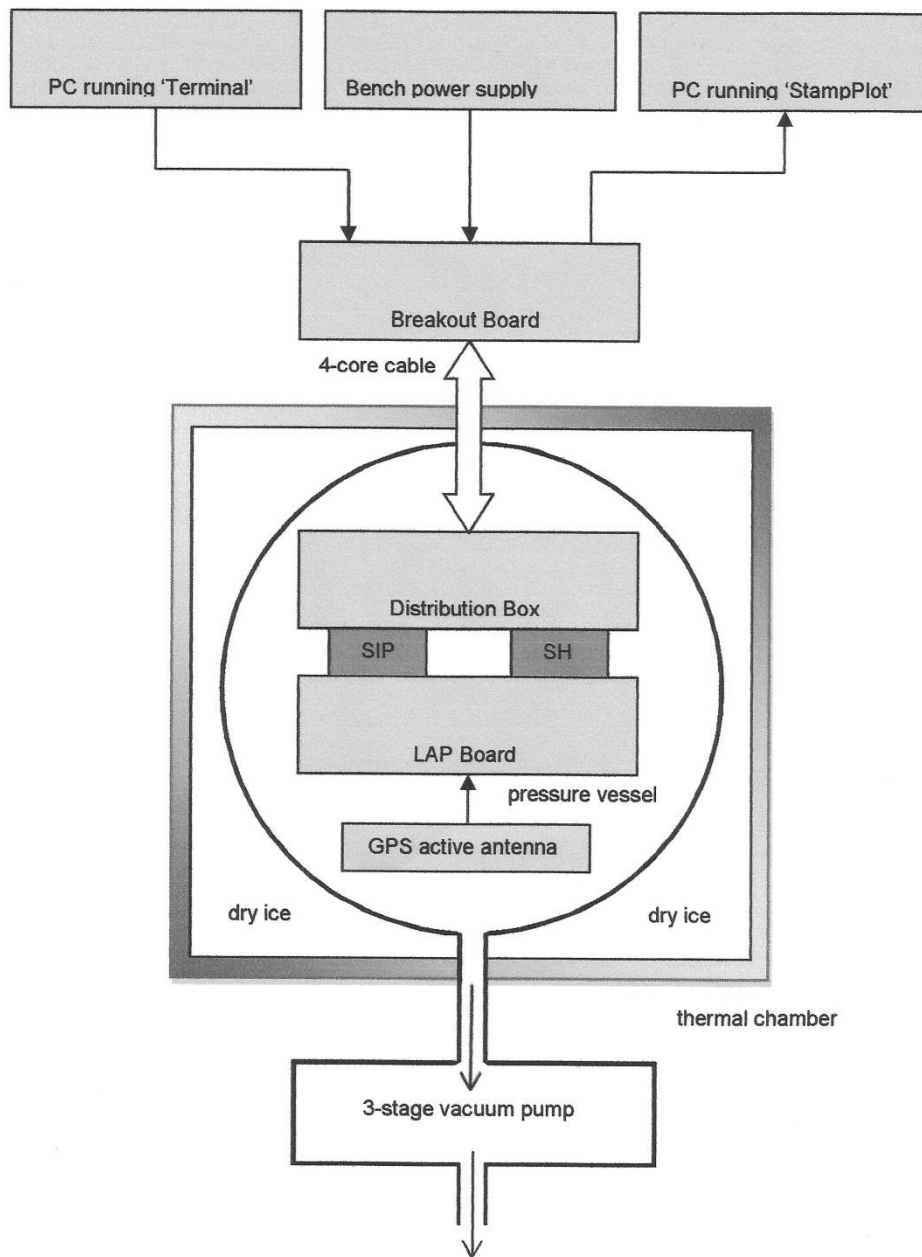 PC running ‘Terminal’
Bench power supply
PC running ‘StampPlot’
Breakout Board
4-core cable
Distribution Box
SIP
SH
LAP Board
pressure vessel
GPS active antenna
dry ice
dry ice
thermal chamber
3-stage vacuum pump